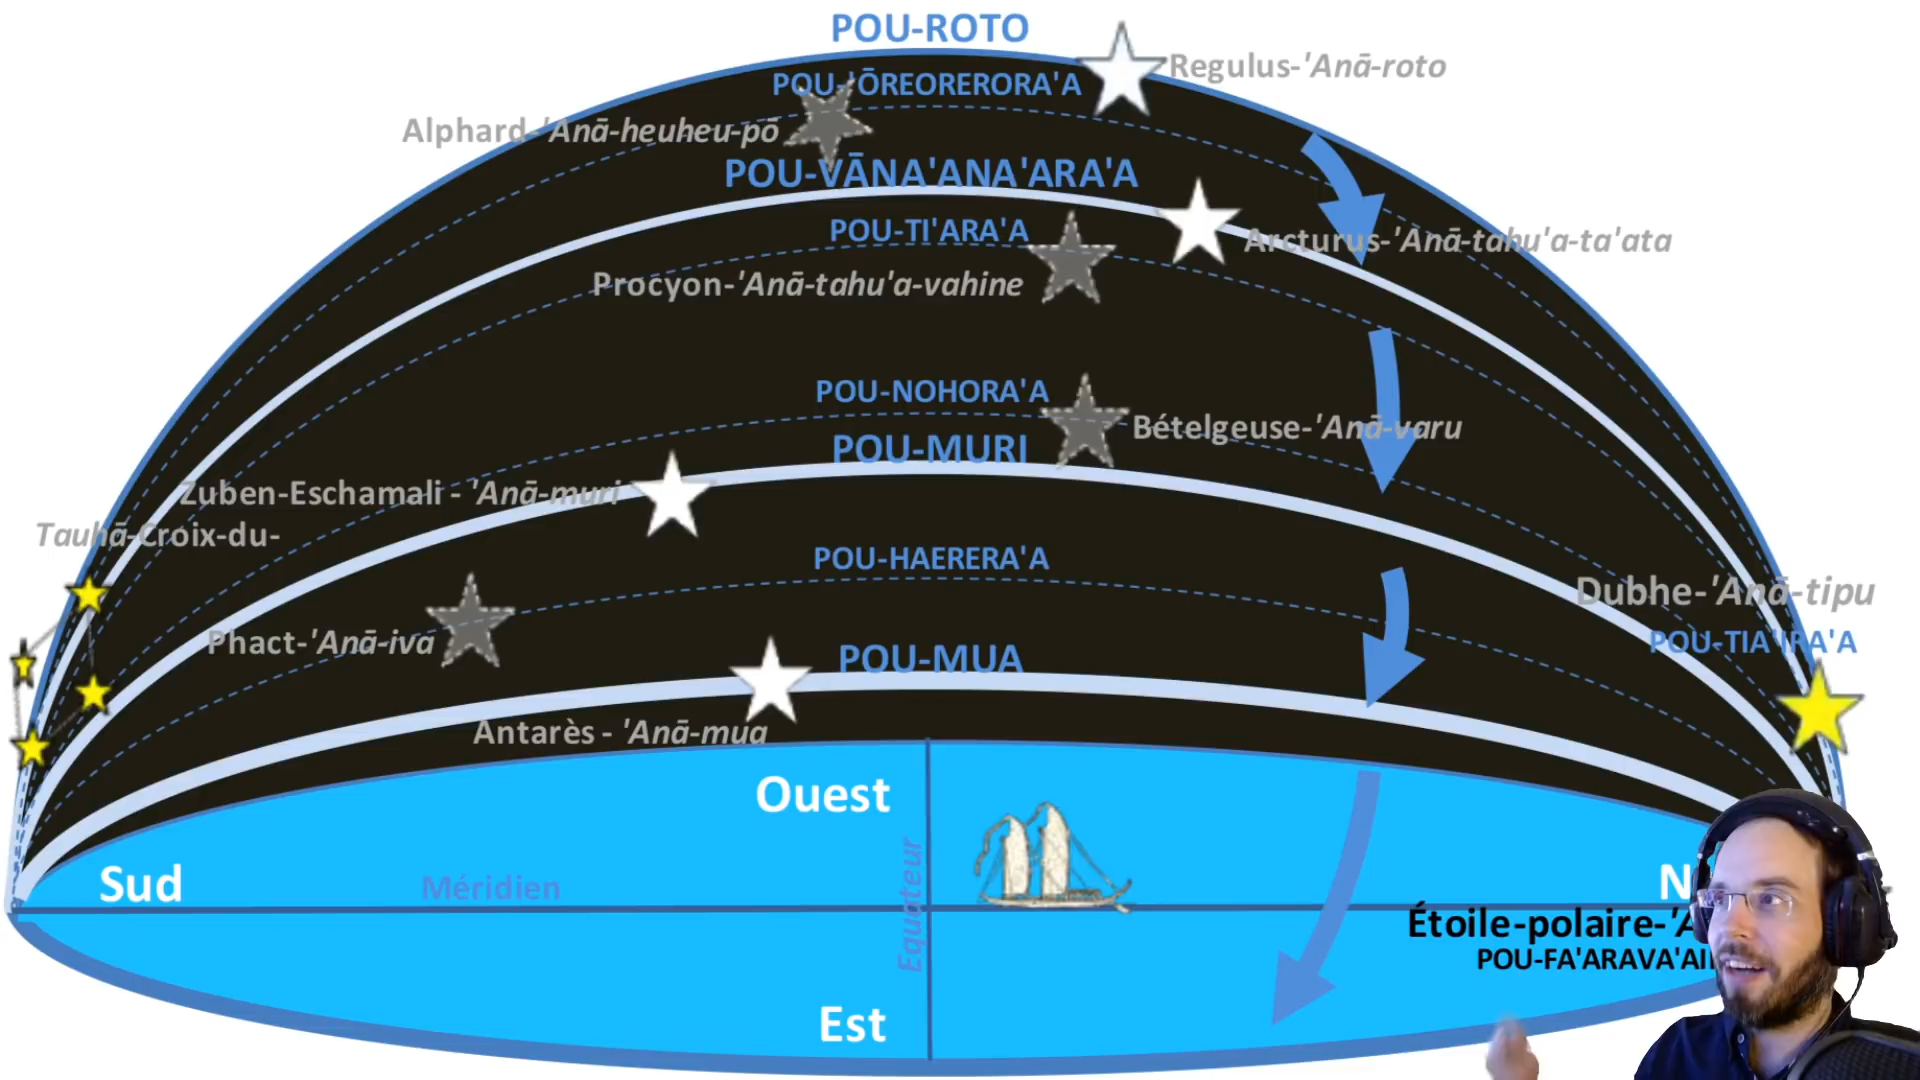 POU-ROTO
Regulus-'Anā-roto
POU-'ŌREORERORA'A
Alphard-'Anā-heuheu-pō
POU-VĀNA'ANA'ARA'A
POU-TI'ARA'A
Arcturus-'Anā-tahu'a-ta'ata
Procyon-'Anā-tahu'a-vahine
POU-NOHORA'A
Bételgeuse-'Anā-varu
POU-MURI
Zuben-Eschamali - 'Anā-muri
Tauhā-Croix-du-
POU-HAERERA'A
Dubhe-'Anā-tipu
Phact-'Anā-iva
POU-TIA'IRA'A
POU-MUA
Antarès - 'Anā-mua
Ouest
Sud
Méridien
Equateur
N
Étoile-polaire-'A
POU-FA'ARAVA'AI
Est